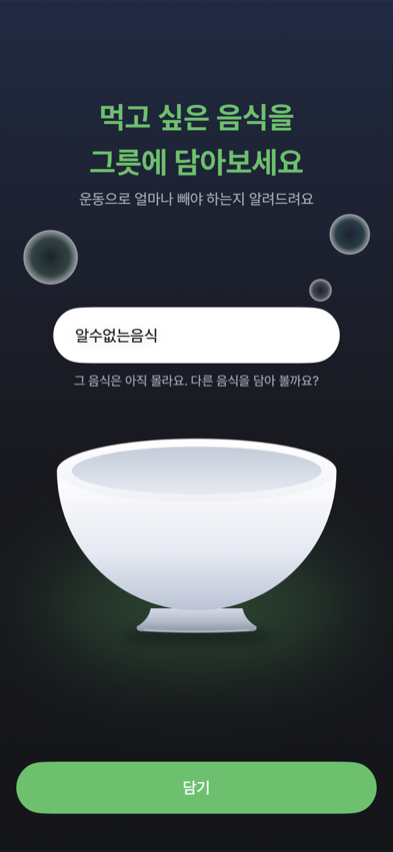 먹고 싶은 음식을
그릇에 담아보세요
운동으로 얼마나 빼야 하는지 알려드려요
알수없는음식
그 음식은 아직 몰라요. 다른 음식을 담아 볼까요?
담기